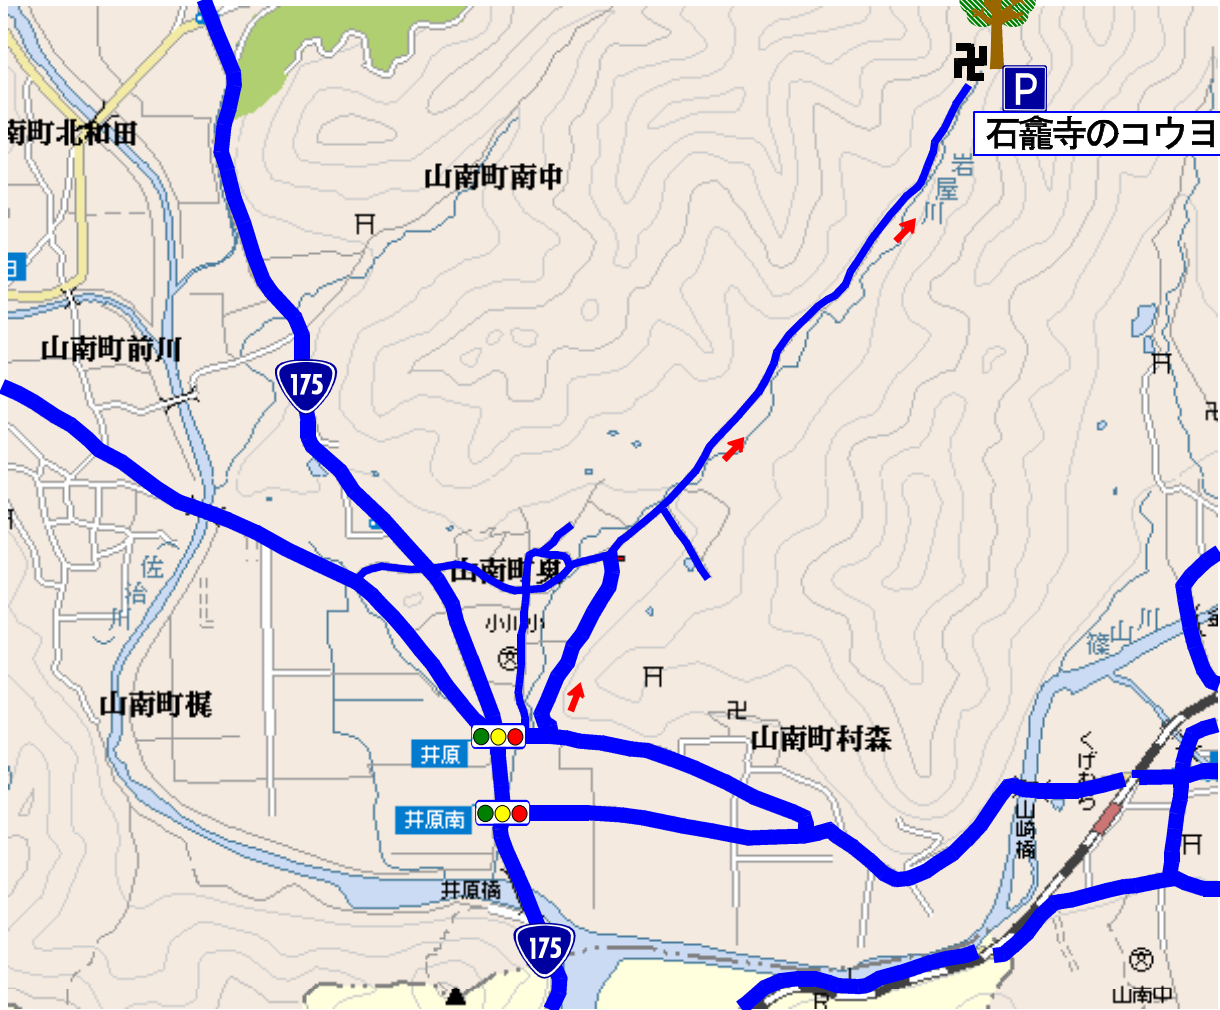 P
石龕寺のコウヨ
南町北和田
山南町南中
岩屋川
山南町前川
175
佐治川
山南町奥
小川小
篠山川
山南町梶
井原
山南町村森
くげむら
井原南
山崎橋
井原橋
175
山南中
R